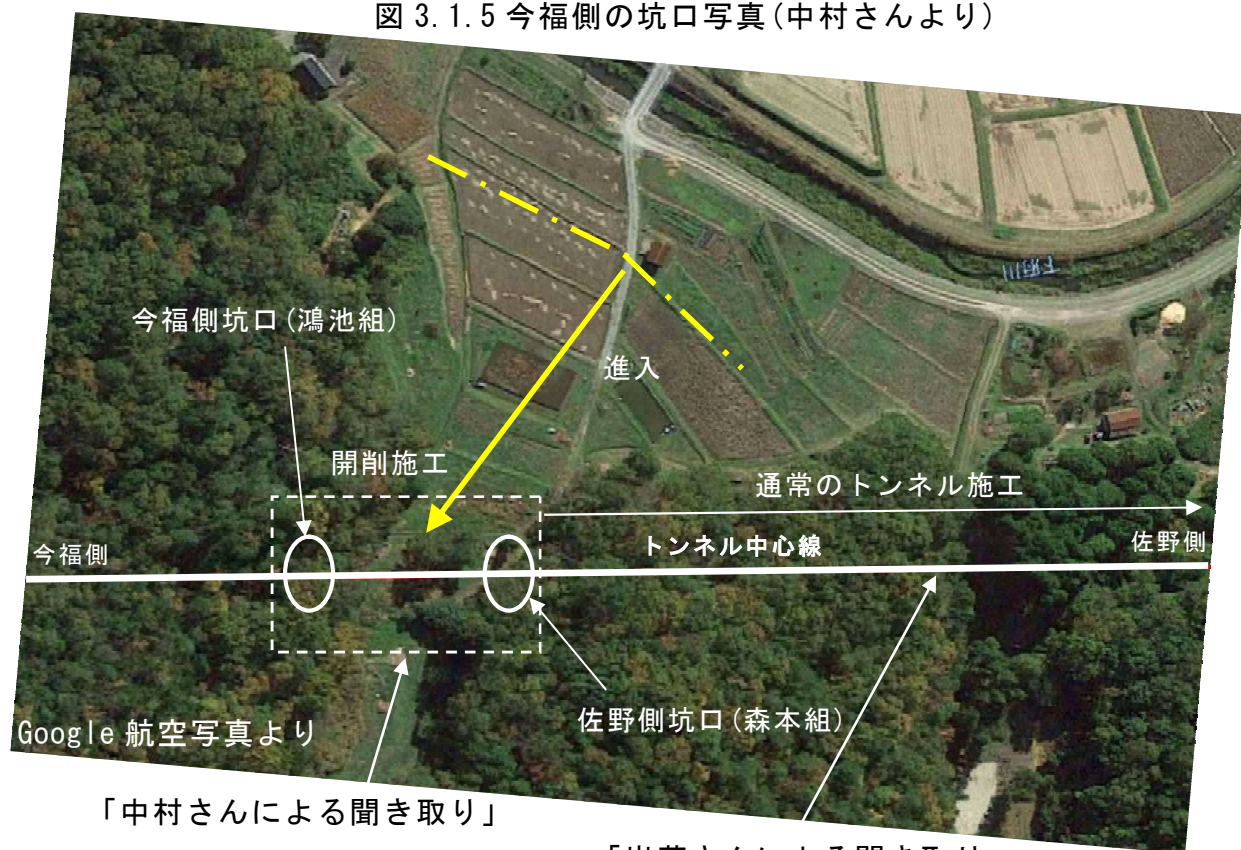 図 3.1.5 今福側の坑口写真(中村さんより)
下府川
今福側坑口(鴻池組)
進入
開削施工
通常のトンネル施工
今福側
トンネル中心線
佐野側
佐野側坑口(森本組)
Google 航空写真より
「中村さんによる聞き取り」